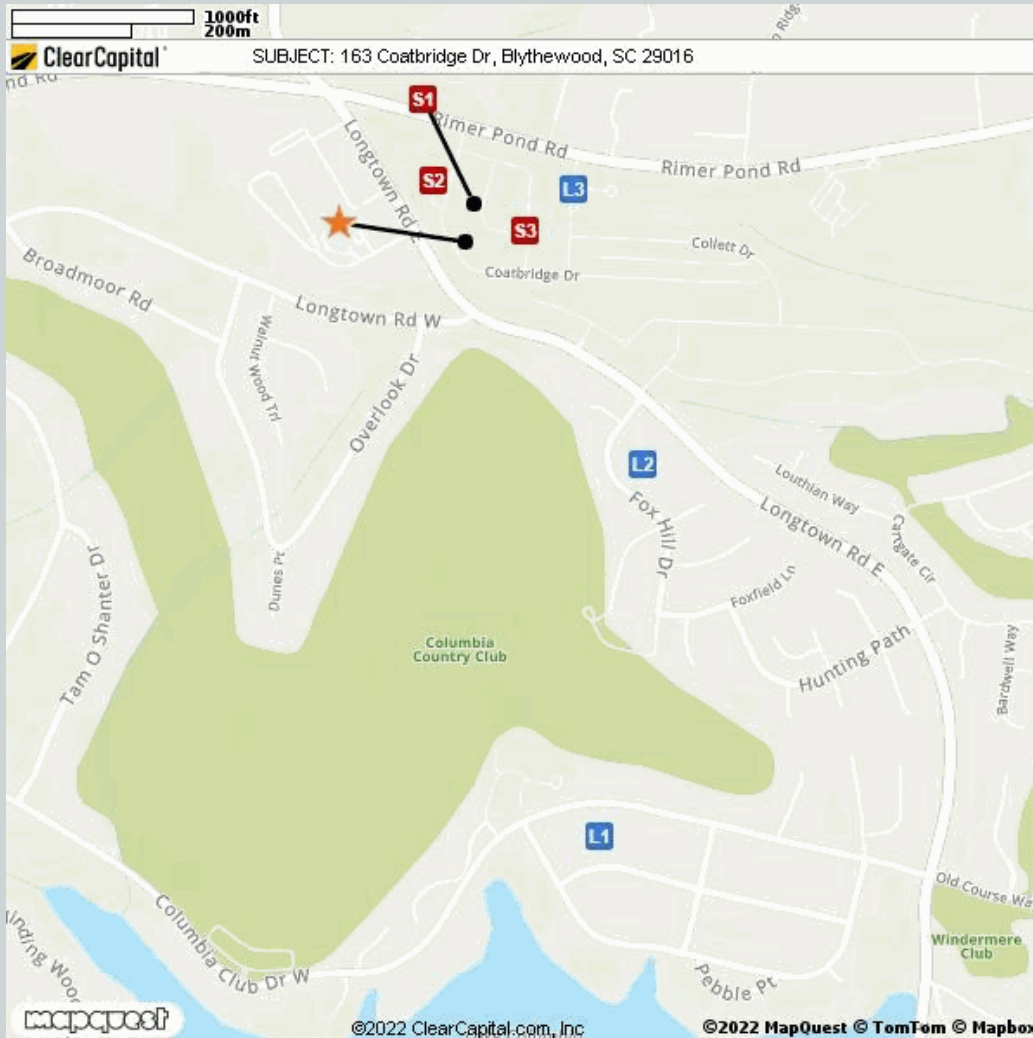 1000ft
200m
ClearCapital
SUBJECT: 163 Coatbridge Dr, Blythewood, SC 29016
nd Rd
S1
Rimer Pond Rd
Rimer Pond Rd
Longtown Rd E
S2
L3
S3
Collett Dr
Coatbridge Dr
Broadmoor Rd
Longtown Rd W
Walnut Wood Trl
Overlook Dr
L2
Louthian Way
Fox Hill Dr
Longtown Rd E
Cargate Cir
Dunes Pt
Foxfield Ln
Tam O Shanter Dr
Columbia
Country Club
Hunting Path
Bardwell Way
L1
Old Course Wa
Columbia Club Dr W
Windermere
Club
Pebble Pt
inding Wood
mapquest
©2022 ClearCapital.com, Inc
©2022 MapQuest © TomTom © Mapbox